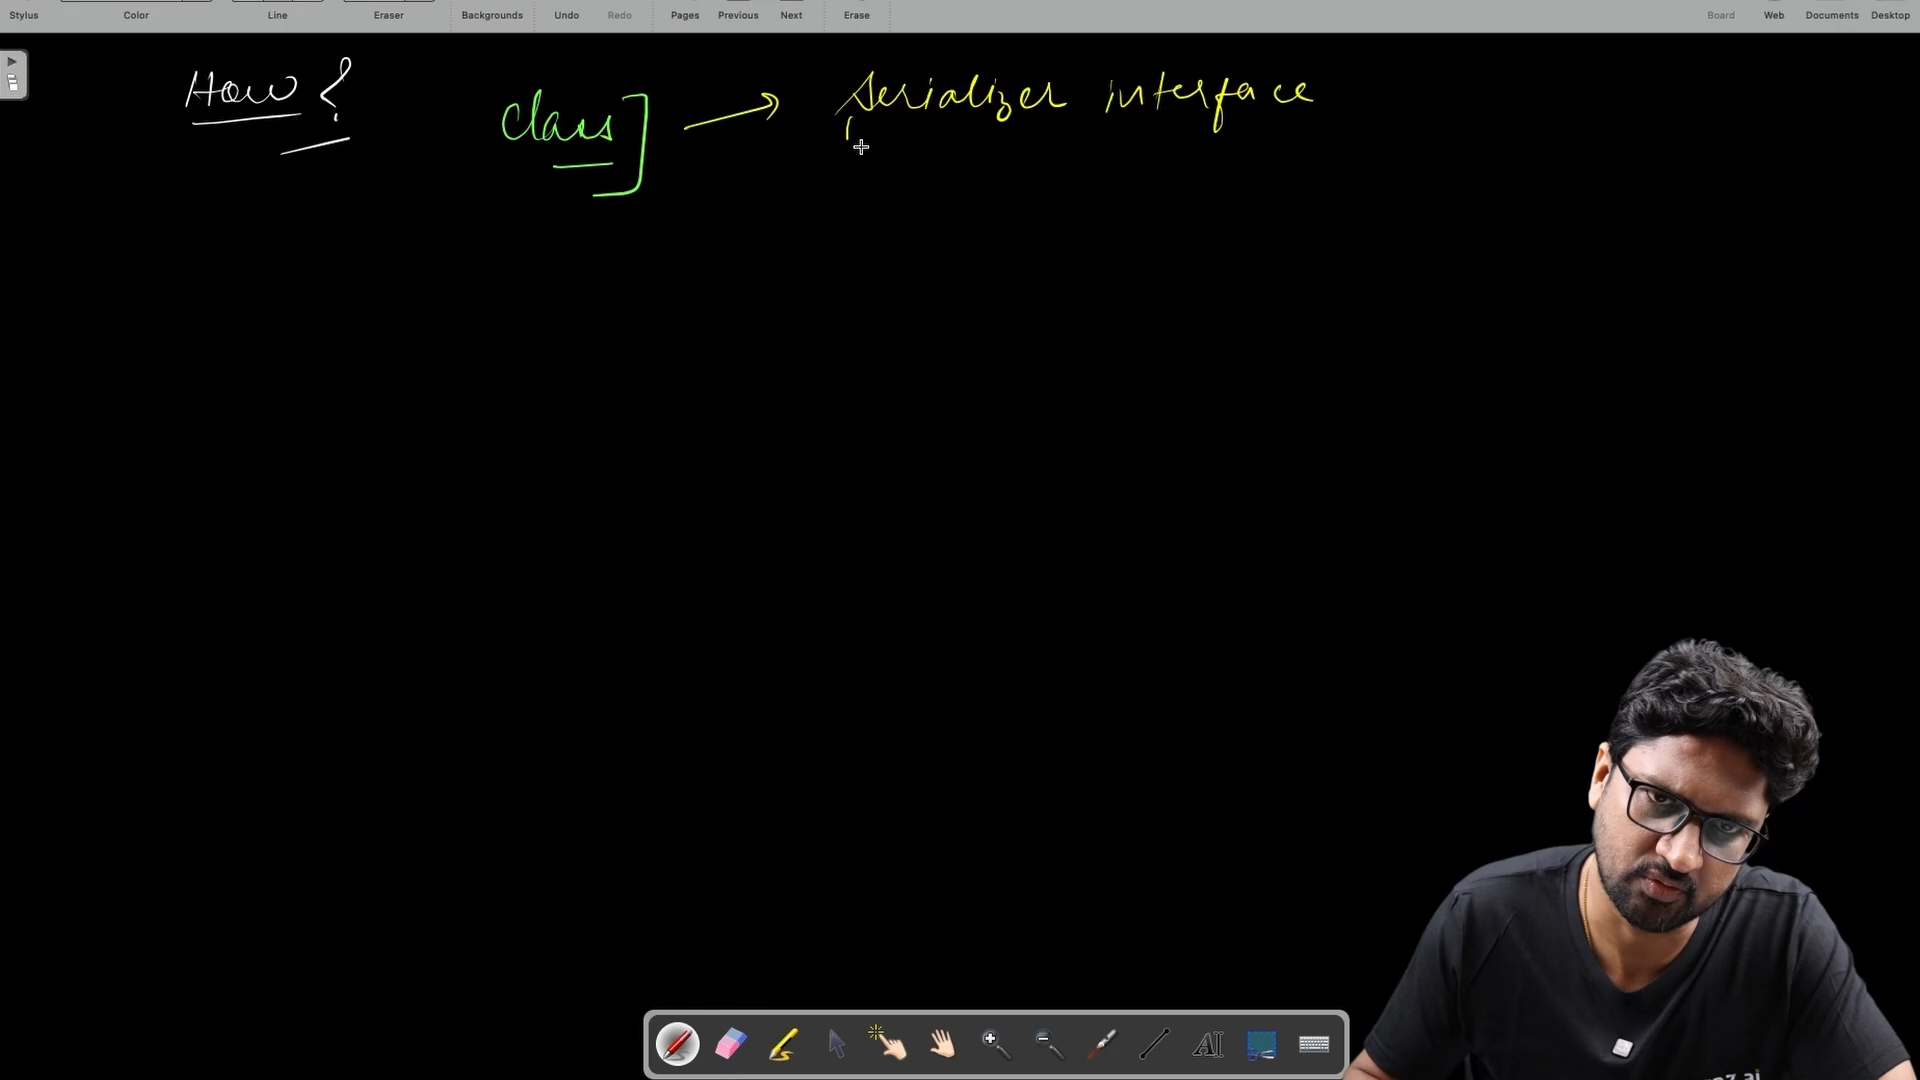 Stylus Color Line Eraser Backgrounds Undo Redo Pages Previous Next Erase Board Web Documents Desktop
How ? class → Serializer interface
AI